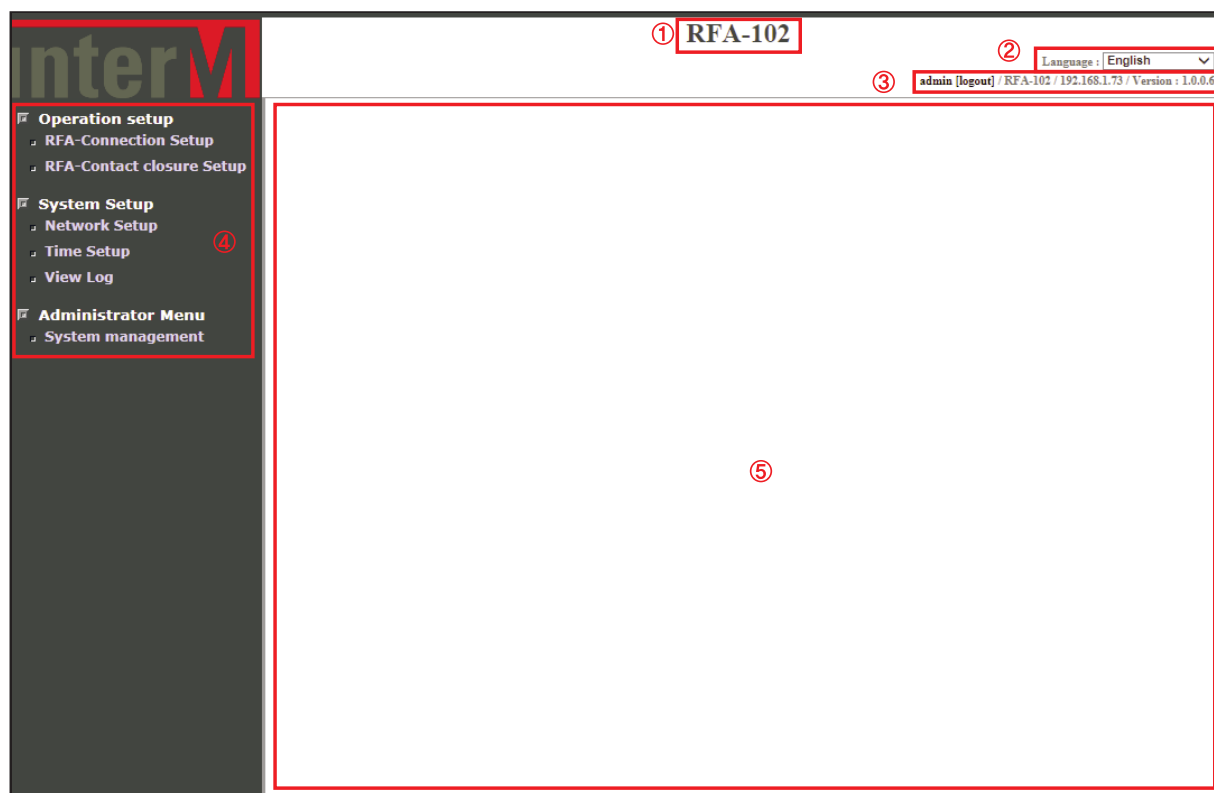 inter M
① RFA-102
② Language : English
③ admin [logout] / RFA-102 / 192.168.1.73 / Version : 1.0.0.6
Operation setup
RFA-Connection Setup
RFA-Contact closure Setup
System Setup
Network Setup
④
Time Setup
View Log
Administrator Menu
System management
⑤